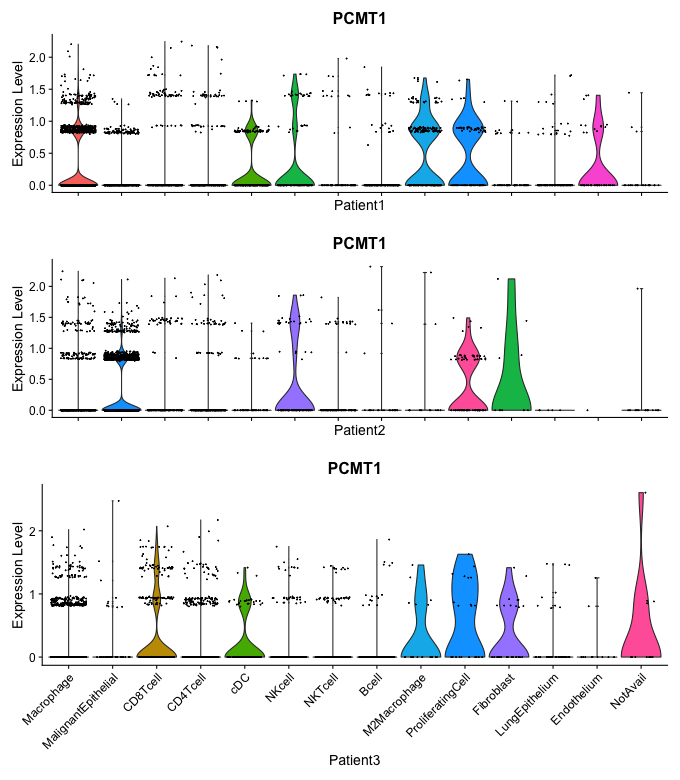 PCMT1
Expression Level
2.0
1.5
1.0
0.5
0.0
Patient1
PCMT1
Expression Level
2.0
1.5
1.0
0.5
0.0
Patient2
PCMT1
Expression Level
2
1
0
Macrophage
MalignantEpithelial
CD8Tcell
CD4Tcell
cDC
NKcell
NKTcell
Bcell
M2Macrophage
ProliferatingCell
Fibroblast
LungEpithelium
Endothelium
NotAvail
Patient3